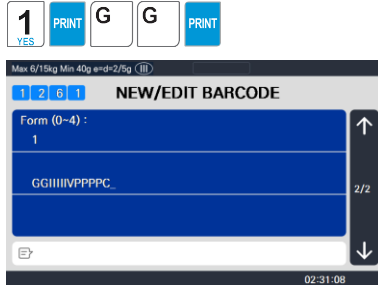 1 YES PRINT G G PRINT
Max 6/15kg Min 40g e=d=2/5g (III)
1 2 6 1 NEW/EDIT BARCODE
Form (0~4) :
1
GGIIIIIVPPPPC_
2/2
02:31:08